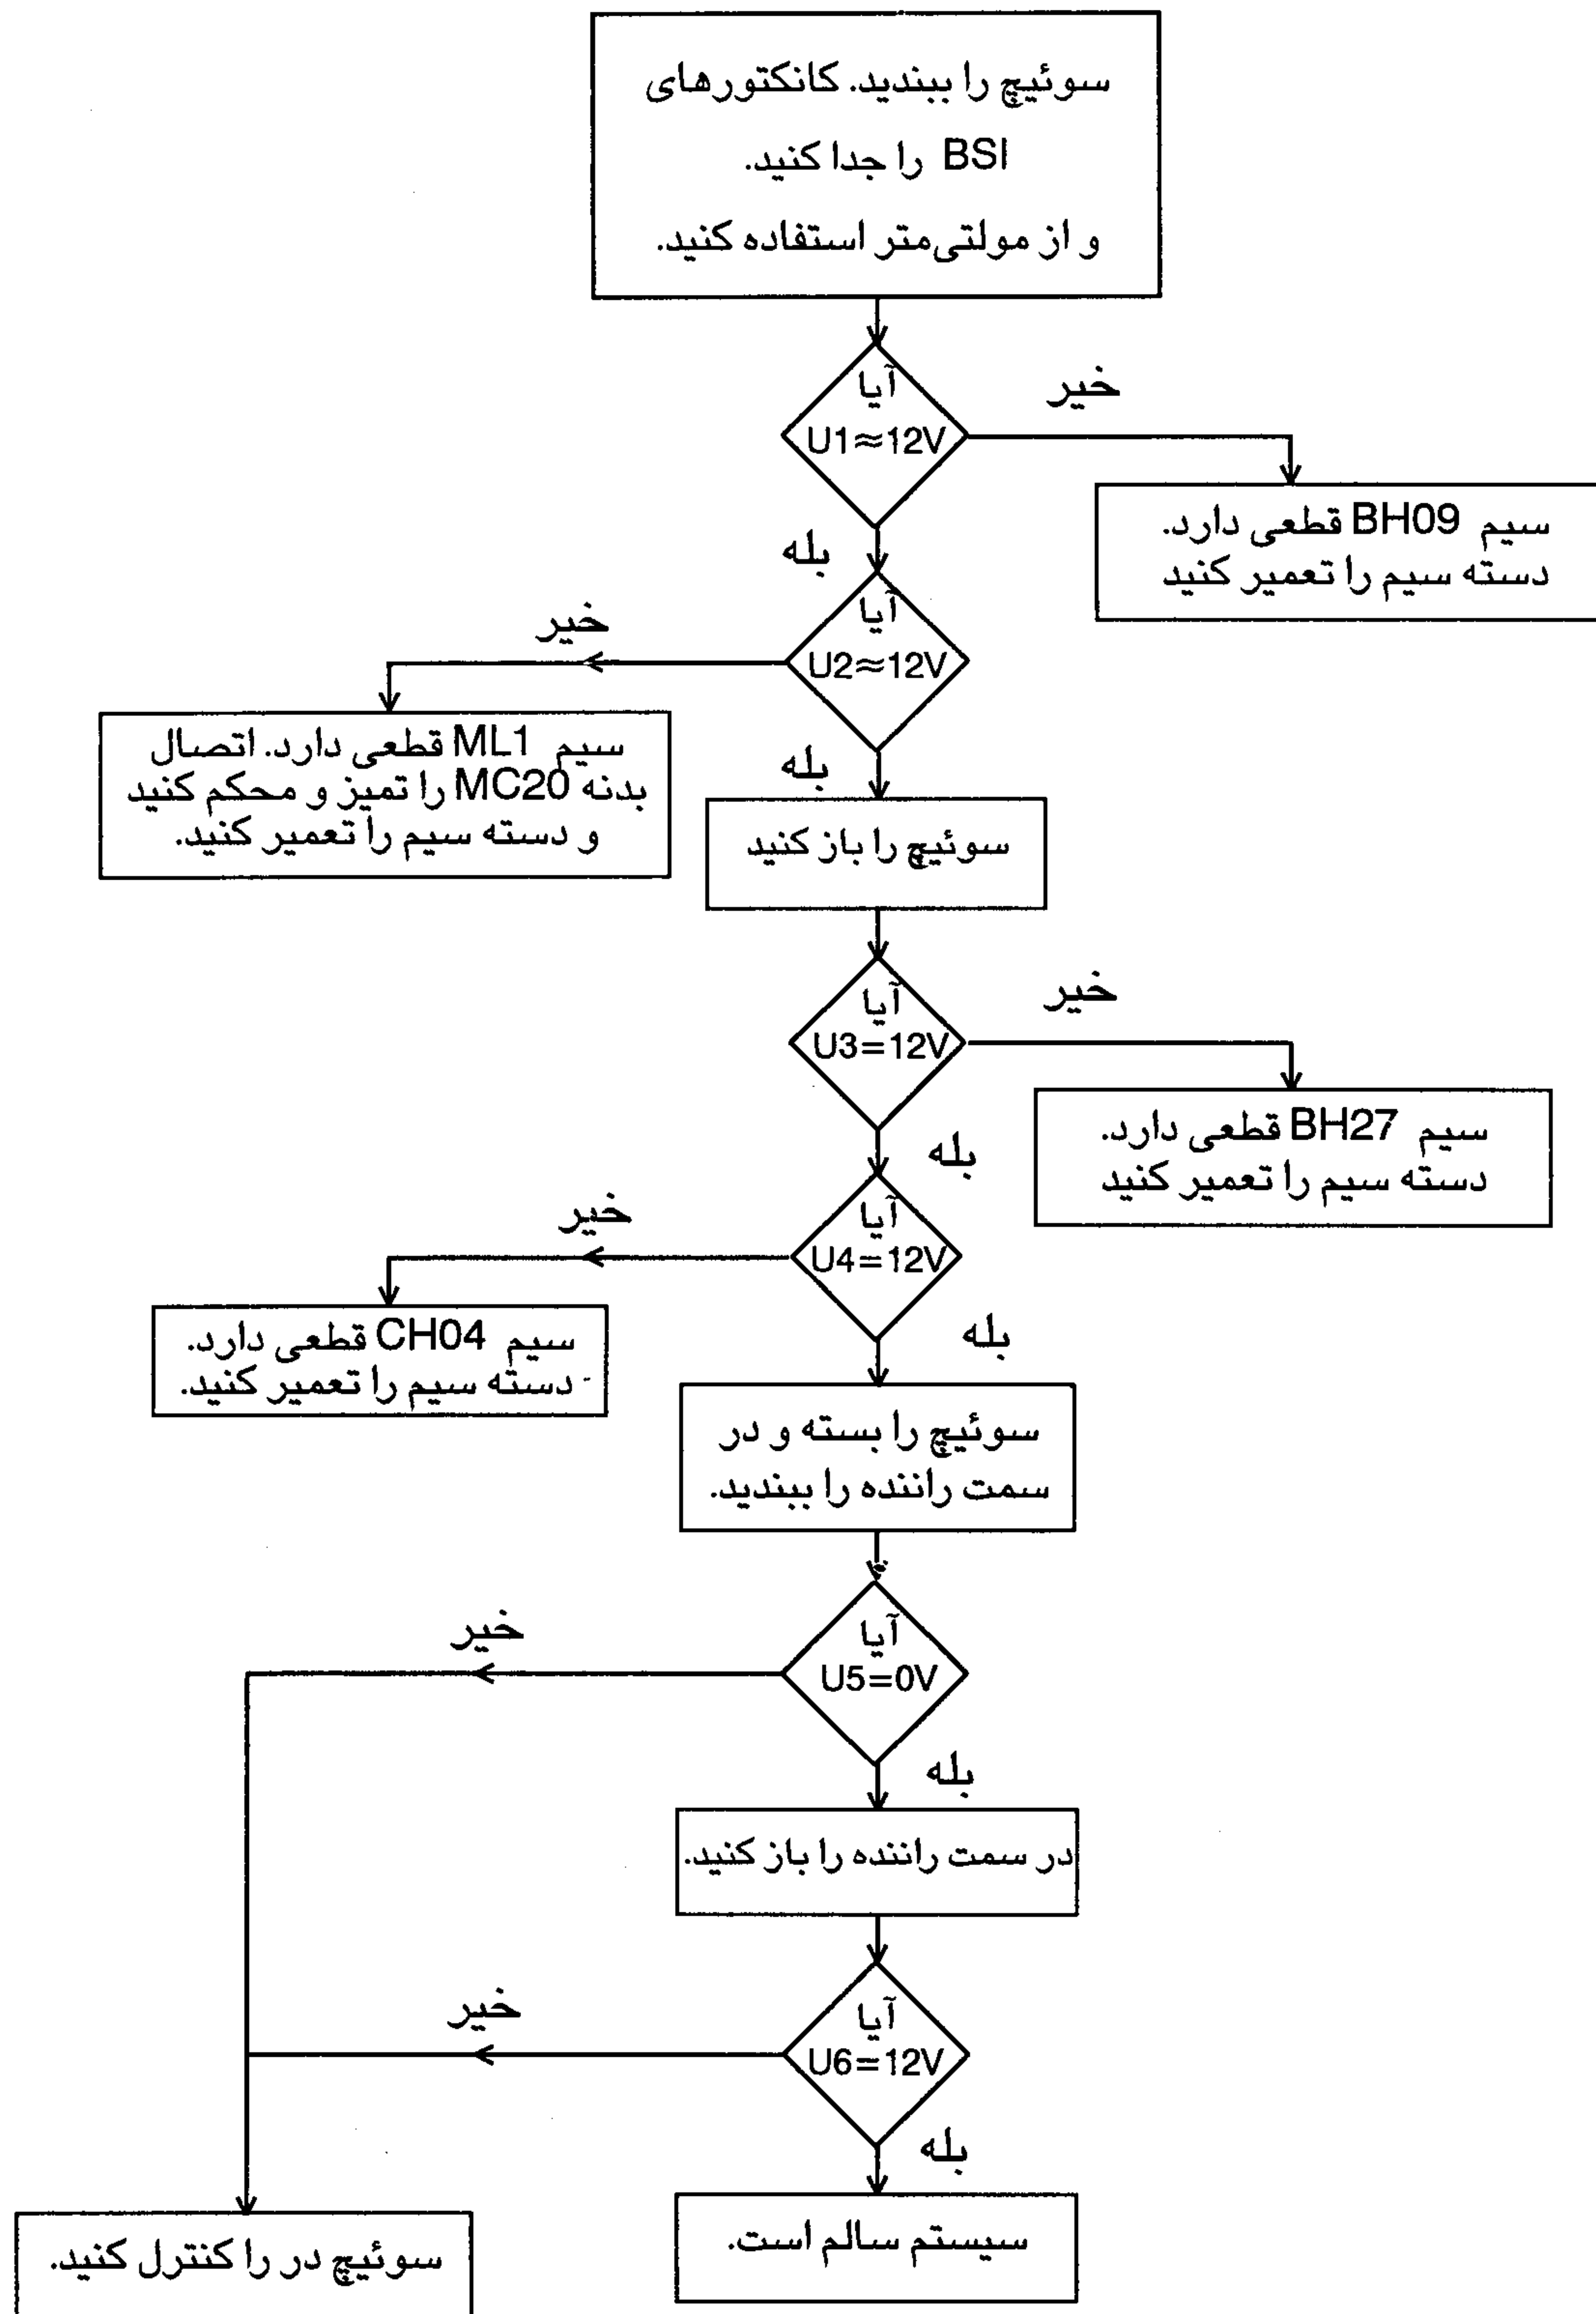 سوئیچ را ببندید. کانکتورهای
BSI را جدا کنید.
و از مولتی‌متر استفاده کنید.
آیا
U1≈12V
خیر
سیم BH09 قطعی دارد.
دسته سیم را تعمیر کنید
بله
آیا
U2≈12V
خیر
سیم ML1 قطعی دارد. اتصال
بدنه MC20 را تمیز و محکم کنید
و دسته سیم را تعمیر کنید.
بله
سوئیچ را باز کنید
آیا
U3=12V
خیر
سیم BH27 قطعی دارد.
دسته سیم را تعمیر کنید
بله
آیا
U4=12V
خیر
سیم CH04 قطعی دارد.
دسته سیم را تعمیر کنید.
بله
سوئیچ را بسته و در
سمت راننده را ببندید.
آیا
U5=0V
خیر
بله
در سمت راننده را باز کنید.
آیا
U6=12V
خیر
بله
سیستم سالم است.
سوئیچ در را کنترل کنید.